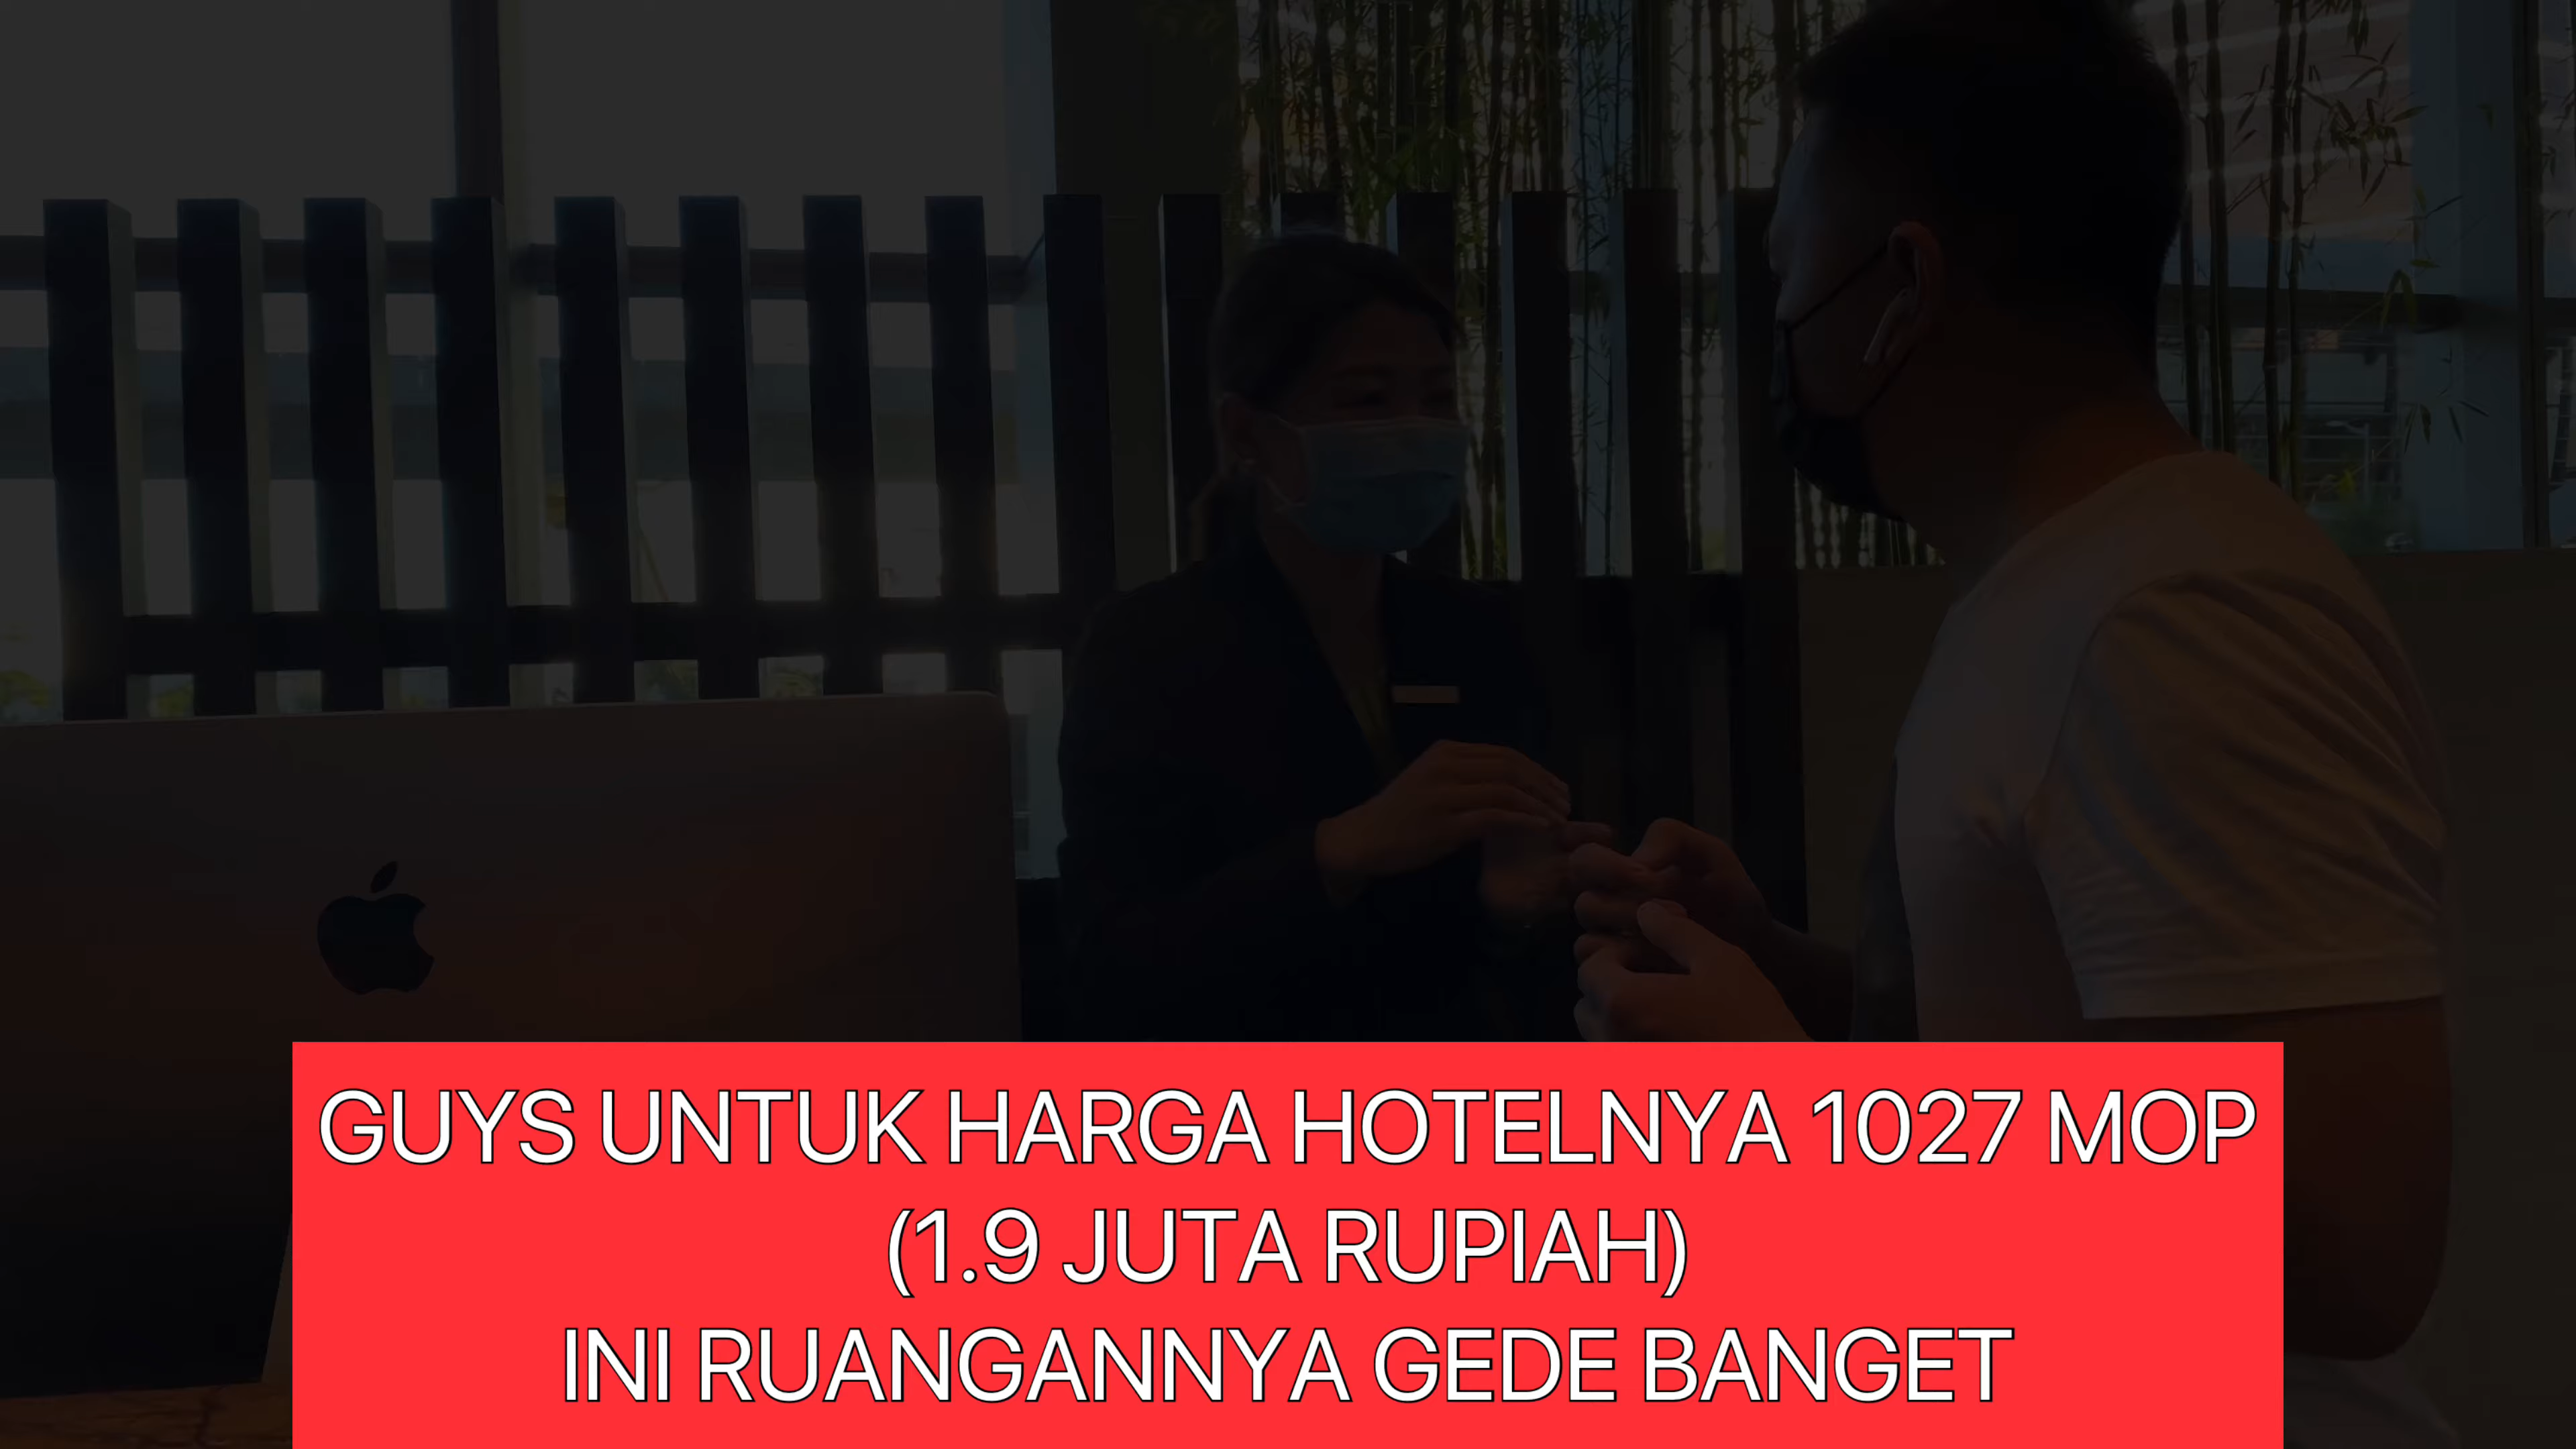 GUYS UNTUK HARGA HOTELNYA 1027 MOP
(1.9 JUTA RUPIAH)
INI RUANGANNYA GEDE BANGET